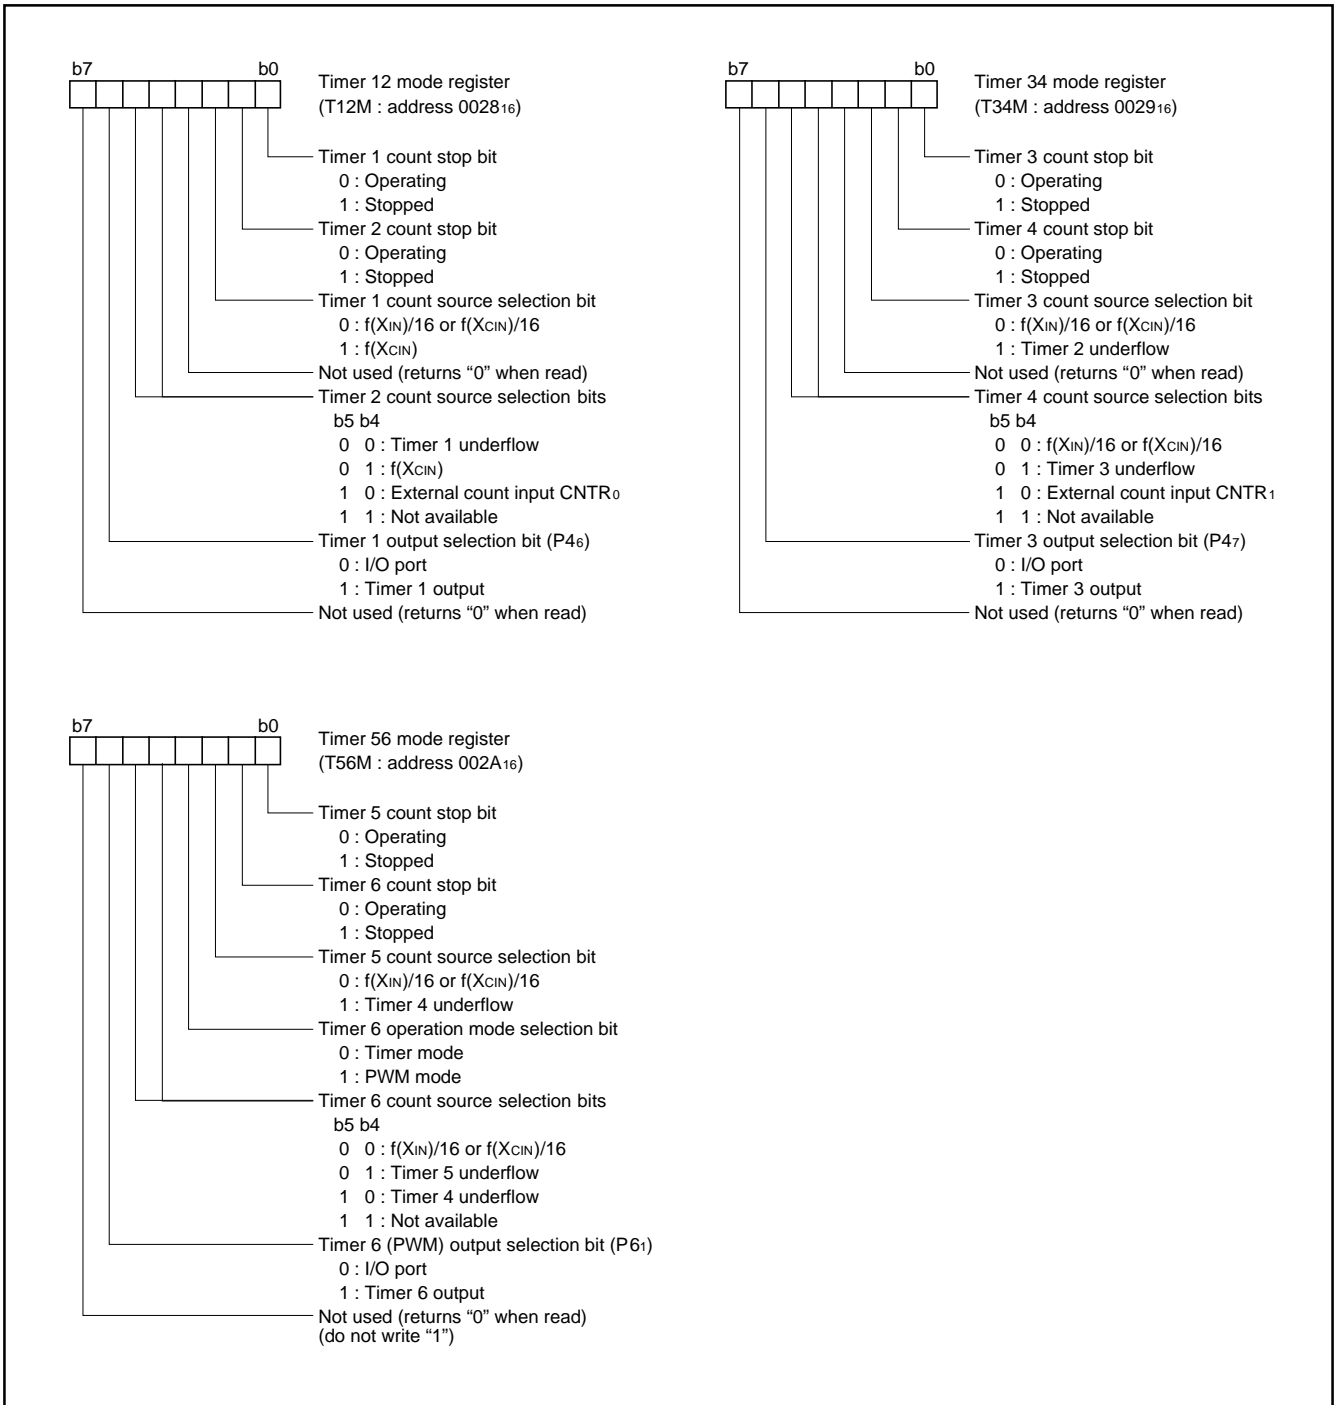 b7 b0
Timer 12 mode register
(T12M : address 0028₁₆)
Timer 1 count stop bit
0 : Operating
1 : Stopped
Timer 2 count stop bit
0 : Operating
1 : Stopped
Timer 1 count source selection bit
0 : f(XIN)/16 or f(XCIN)/16
1 : f(XCIN)
Not used (returns “0” when read)
Timer 2 count source selection bits
b5 b4
0 0 : Timer 1 underflow
0 1 : f(XCIN)
1 0 : External count input CNTR₀
1 1 : Not available
Timer 1 output selection bit (P4₆)
0 : I/O port
1 : Timer 1 output
Not used (returns “0” when read)
b7 b0
Timer 34 mode register
(T34M : address 0029₁₆)
Timer 3 count stop bit
0 : Operating
1 : Stopped
Timer 4 count stop bit
0 : Operating
1 : Stopped
Timer 3 count source selection bit
0 : f(XIN)/16 or f(XCIN)/16
1 : Timer 2 underflow
Not used (returns “0” when read)
Timer 4 count source selection bits
b5 b4
0 0 : f(XIN)/16 or f(XCIN)/16
0 1 : Timer 3 underflow
1 0 : External count input CNTR₁
1 1 : Not available
Timer 3 output selection bit (P4₇)
0 : I/O port
1 : Timer 3 output
Not used (returns “0” when read)
b7 b0
Timer 56 mode register
(T56M : address 002A₁₆)
Timer 5 count stop bit
0 : Operating
1 : Stopped
Timer 6 count stop bit
0 : Operating
1 : Stopped
Timer 5 count source selection bit
0 : f(XIN)/16 or f(XCIN)/16
1 : Timer 4 underflow
Timer 6 operation mode selection bit
0 : Timer mode
1 : PWM mode
Timer 6 count source selection bits
b5 b4
0 0 : f(XIN)/16 or f(XCIN)/16
0 1 : Timer 5 underflow
1 0 : Timer 4 underflow
1 1 : Not available
Timer 6 (PWM) output selection bit (P6₁)
0 : I/O port
1 : Timer 6 output
Not used (returns “0” when read)
(do not write “1”)